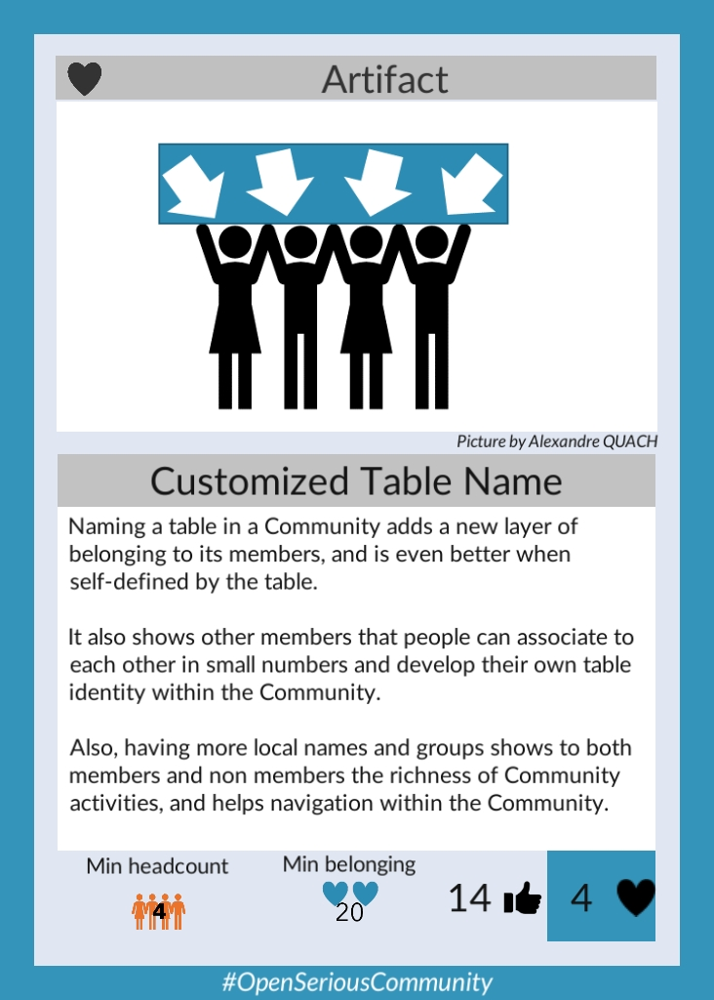 Artifact
Picture by Alexandre QUACH
Customized Table Name
Naming a table in a Community adds a new layer of
belonging to its members, and is even better when
self-defined by the table.
It also shows other members that people can associate to
each other in small numbers and develop their own table
identity within the Community.
Also, having more local names and groups shows to both
members and non members the richness of Community
activities, and helps navigation within the Community.
Min headcount
4
Min belonging
20
14
4
#OpenSeriousCommunity